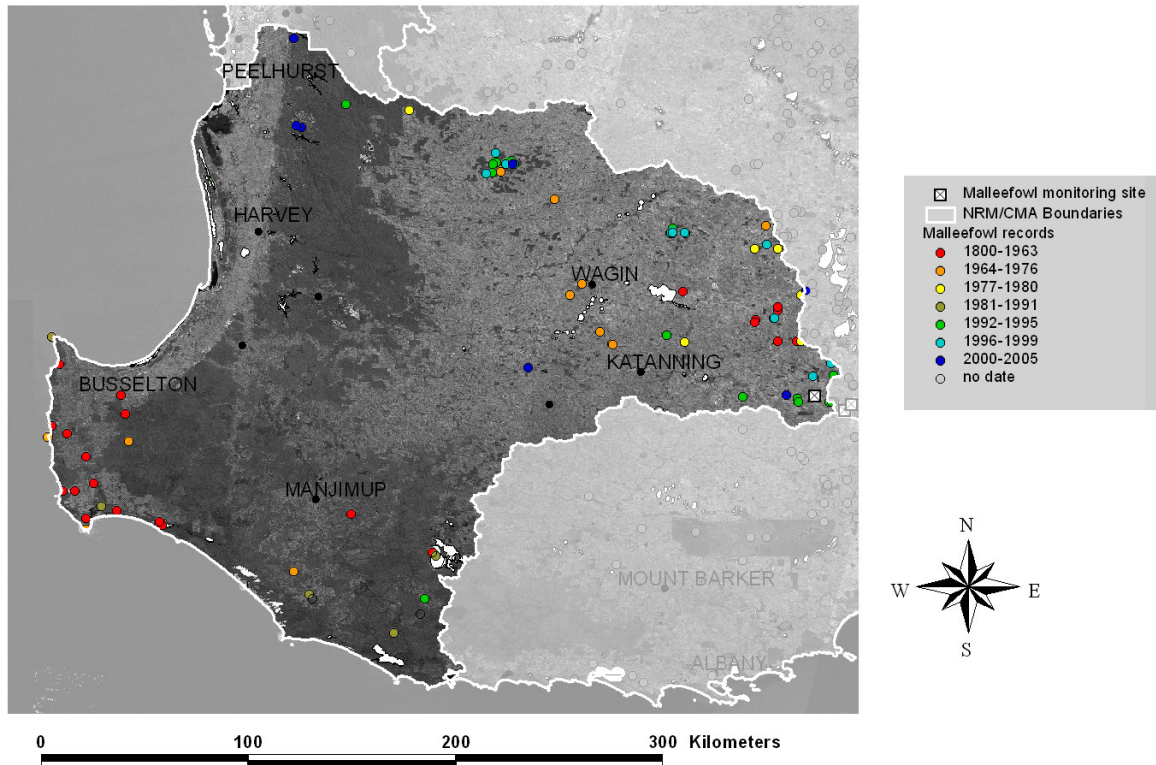 PEELHURST
HARVEY
WAGIN
KATANNING
BUSSELTON
MANJIMUP
MOUNT BARKER
ALBANY
0 100 200 300 Kilometers
Malleefowl monitoring site
NRM/CMA Boundaries
Malleefowl records
1800-1963
1964-1976
1977-1980
1981-1991
1992-1995
1996-1999
2000-2005
no date
N
W E
S